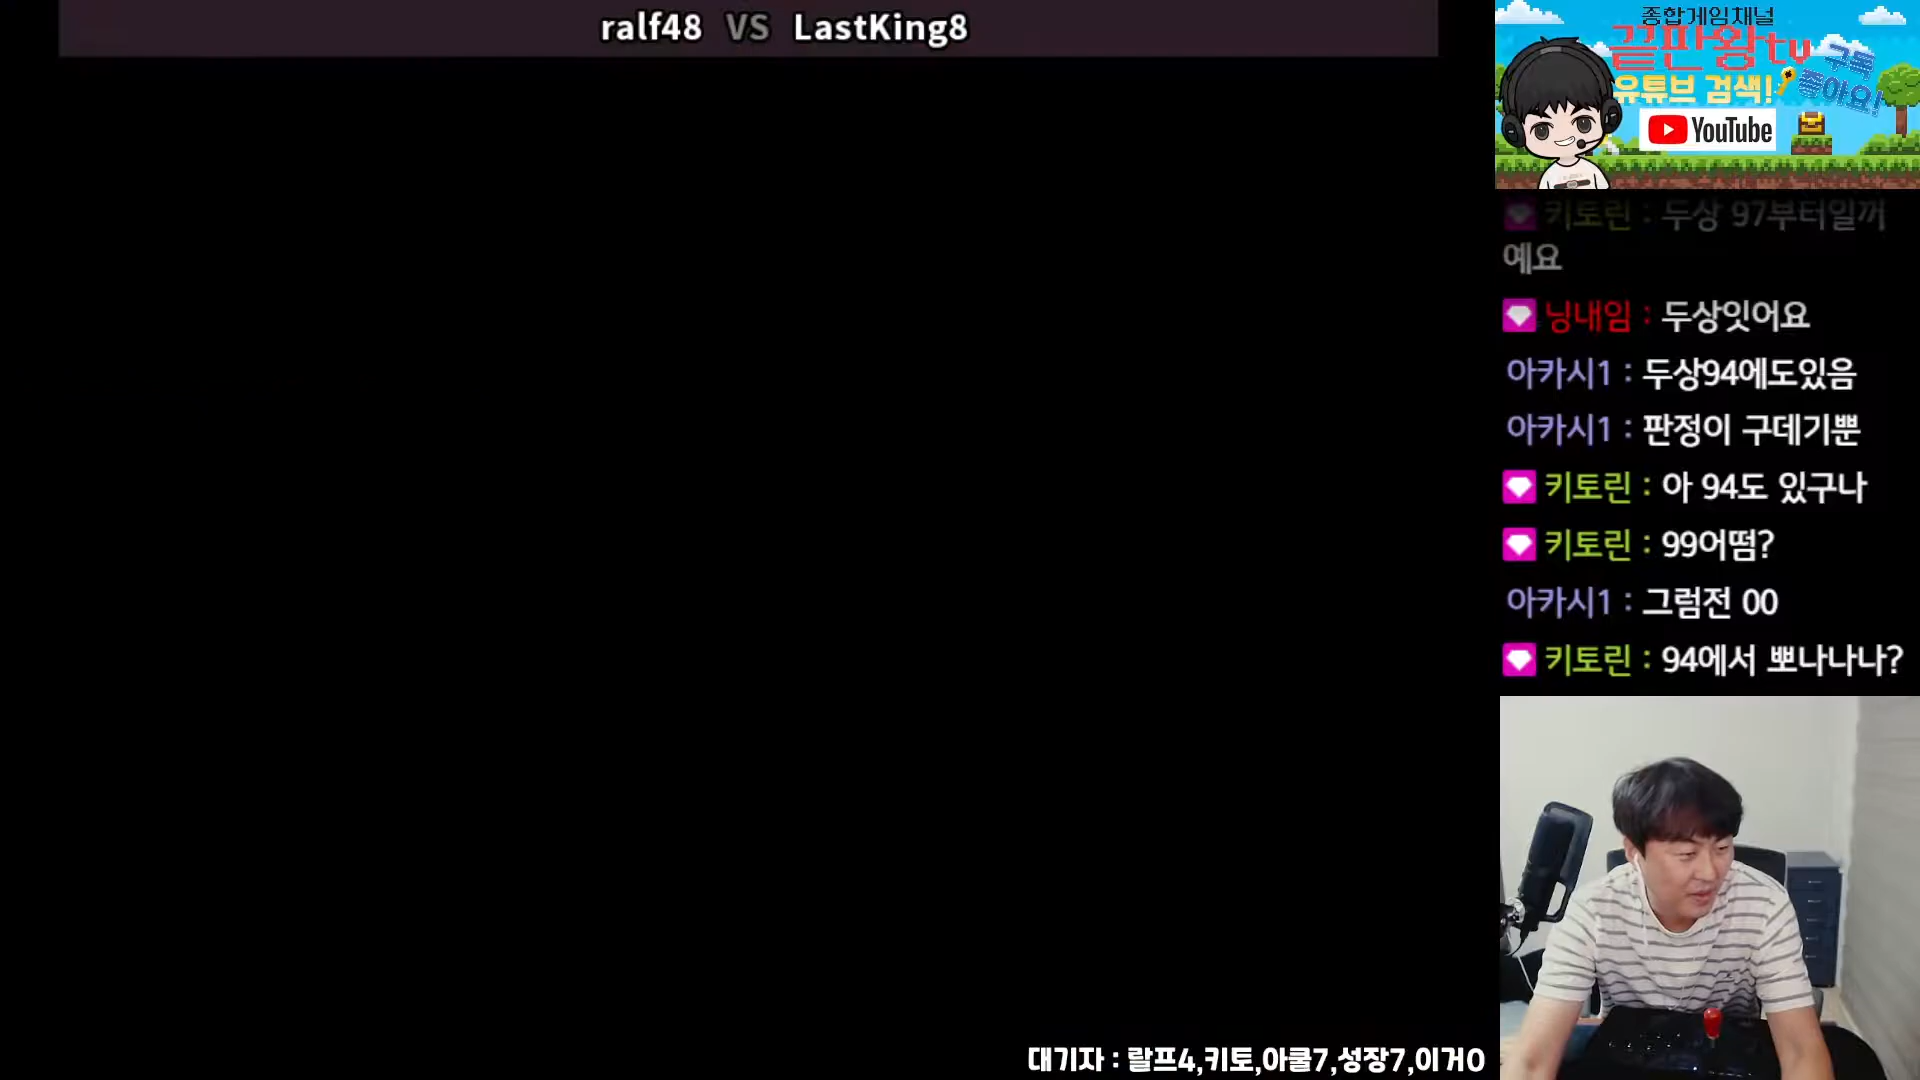 ralf48 VS LastKing8
종합게임채널
끝판왕tv
구독
유튜브 검색!
좋아요!
YouTube
키토린 : 두상 97부터일꺼
예요
닝내임 : 두상잇어요
아카시1 : 두상94에도있음
아카시1 : 판정이 구데기뿐
키토린 : 아 94도 있구나
키토린 : 99어떰?
아카시1 : 그럼전 00
키토린 : 94에서 뽀나나나?
대기자 : 랄프4,키토,아쿨7,성장7,이거0